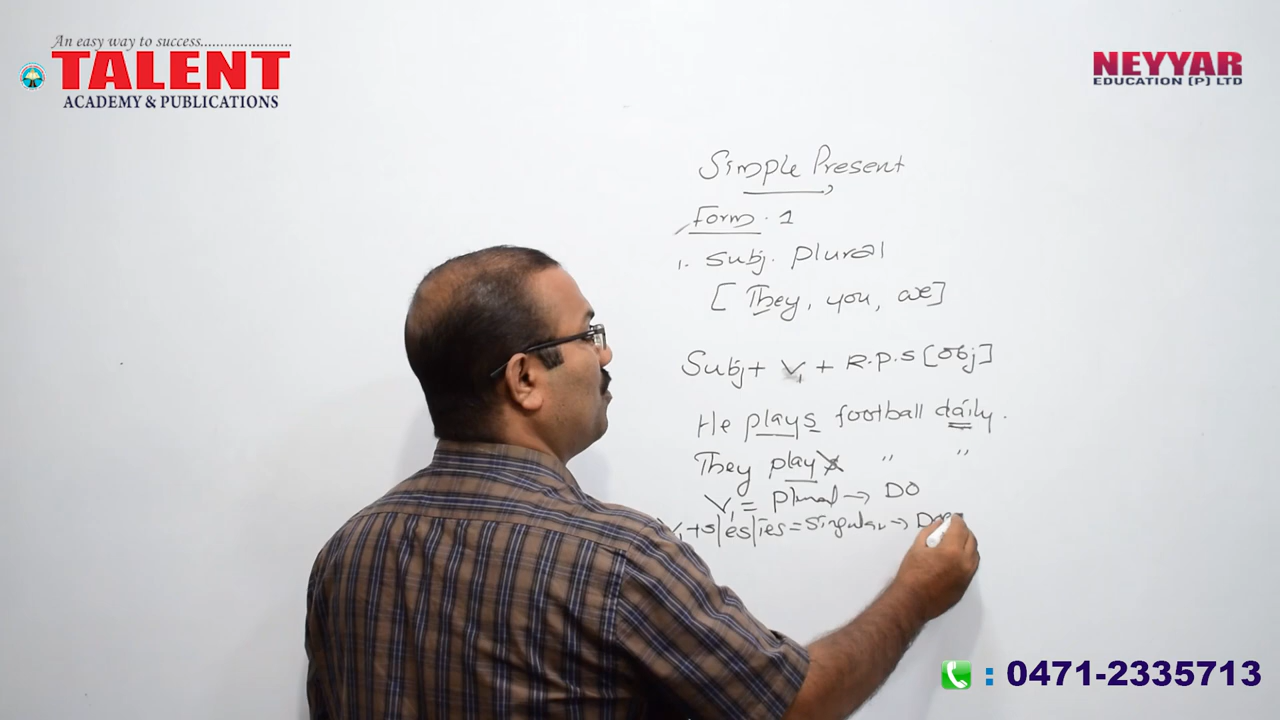 An easy way to success.......................
TALENT
ACADEMY & PUBLICATIONS
NEYYAR
EDUCATION (P) LTD
Simple Present
Form. 1
1. Subj. Plural
[ They, you, we]
Subj + V1 + R.P.S [Obj]
He plays football daily.
They plays " "
V1 = Plural → DO
V1+s|es|ies = Singular →
: 0471-2335713